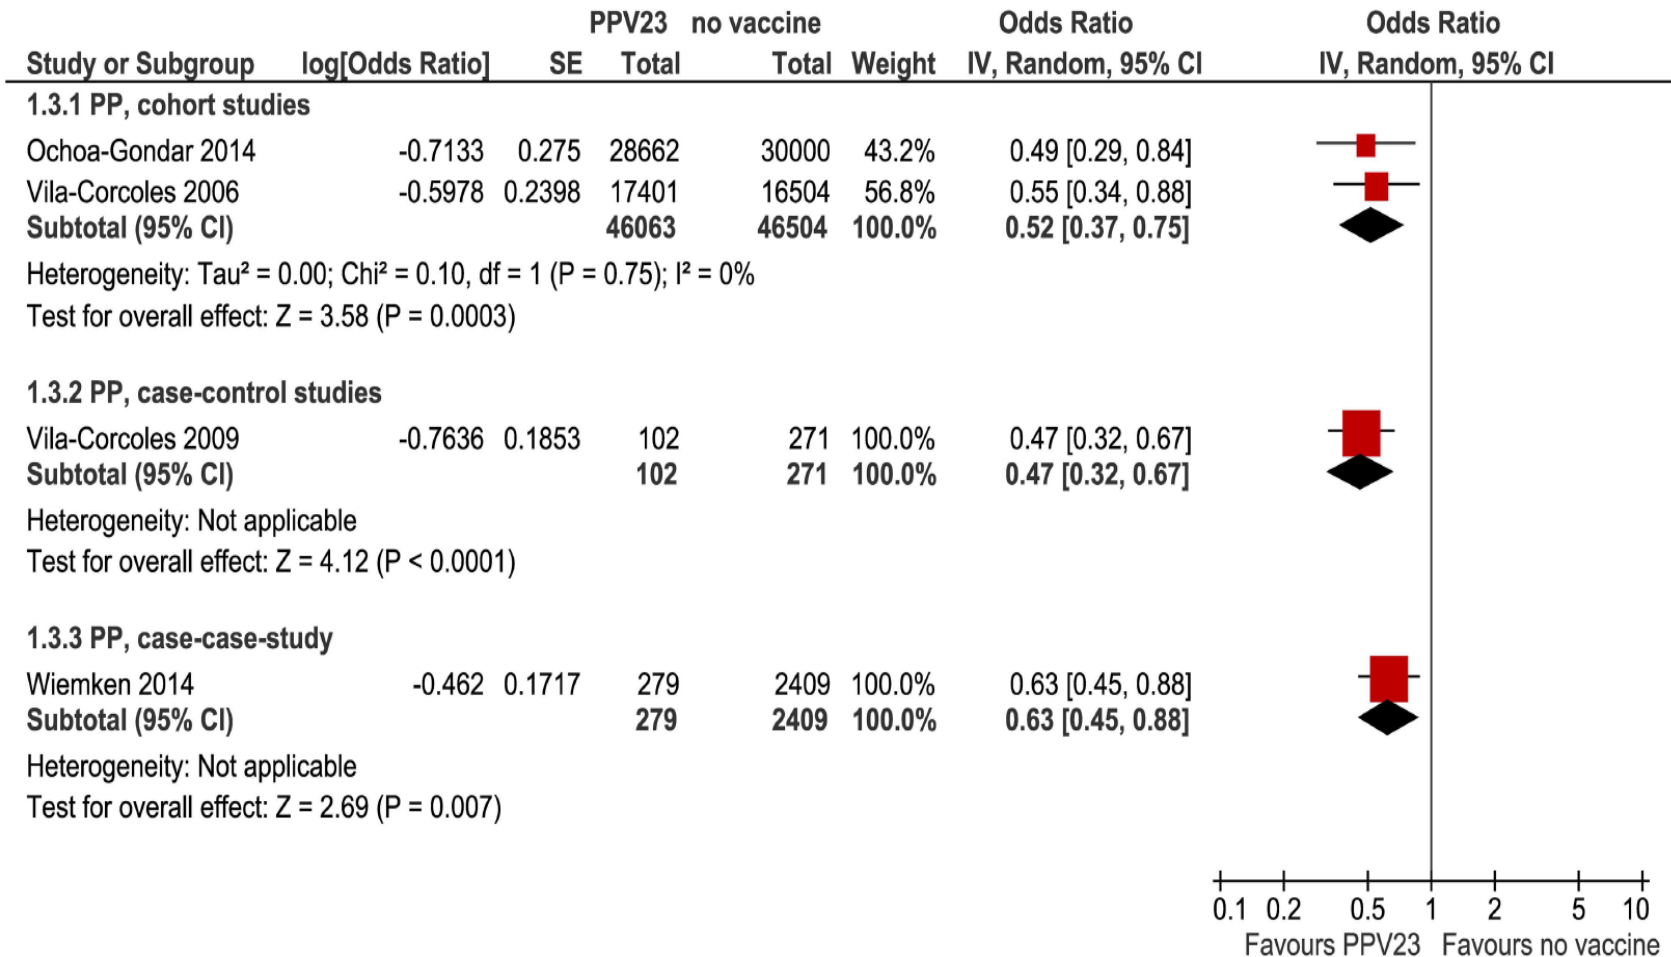 PPV23 no vaccine Odds Ratio Odds Ratio
Study or Subgroup log[Odds Ratio] SE Total Total Weight IV, Random, 95% CI IV, Random, 95% CI
1.3.1 PP, cohort studies
Ochoa-Gondar 2014 -0.7133 0.275 28662 30000 43.2% 0.49 [0.29, 0.84]
Vila-Corcoles 2006 -0.5978 0.2398 17401 16504 56.8% 0.55 [0.34, 0.88]
Subtotal (95% CI) 46063 46504 100.0% 0.52 [0.37, 0.75]
Heterogeneity: Tau² = 0.00; Chi² = 0.10, df = 1 (P = 0.75); I² = 0%
Test for overall effect: Z = 3.58 (P = 0.0003)
1.3.2 PP, case-control studies
Vila-Corcoles 2009 -0.7636 0.1853 102 271 100.0% 0.47 [0.32, 0.67]
Subtotal (95% CI) 102 271 100.0% 0.47 [0.32, 0.67]
Heterogeneity: Not applicable
Test for overall effect: Z = 4.12 (P < 0.0001)
1.3.3 PP, case-case-study
Wiemken 2014 -0.462 0.1717 279 2409 100.0% 0.63 [0.45, 0.88]
Subtotal (95% CI) 279 2409 100.0% 0.63 [0.45, 0.88]
Heterogeneity: Not applicable
Test for overall effect: Z = 2.69 (P = 0.007)
0.1 0.2 0.5 1 2 5 10
Favours PPV23 Favours no vaccine